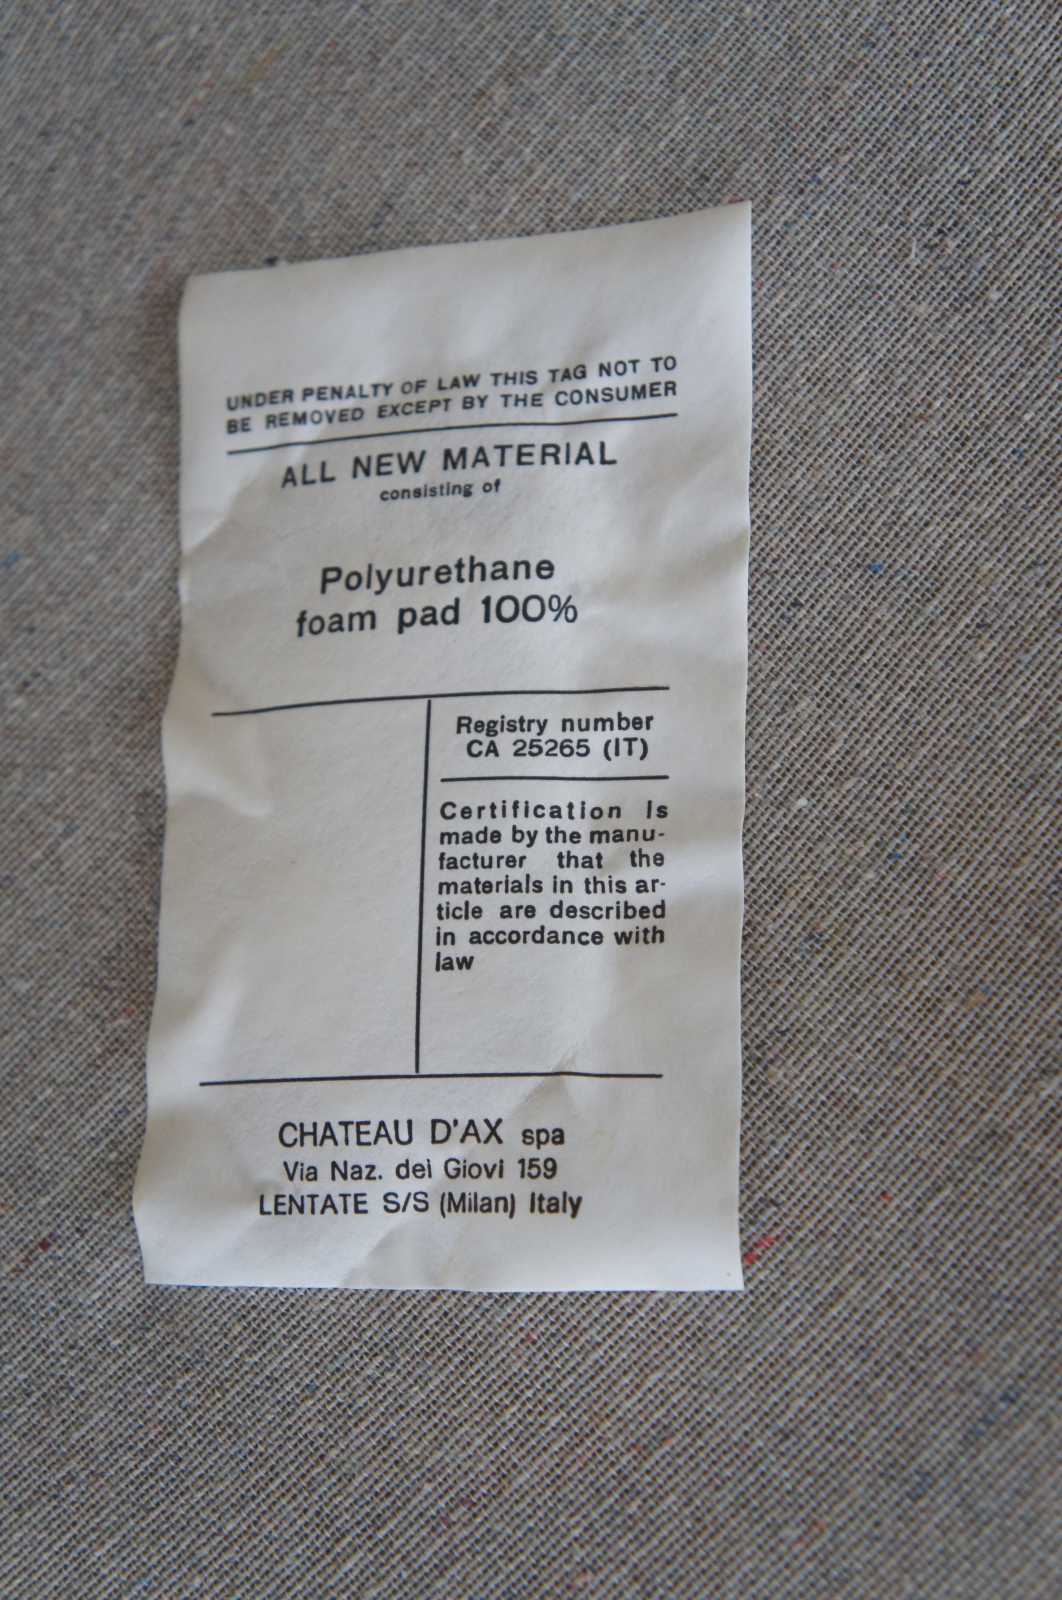 UNDER PENALTY OF LAW THIS TAG NOT TO
BE REMOVED EXCEPT BY THE CONSUMER
ALL NEW MATERIAL
consisting of
Polyurethane
foam pad 100%
Registry number
CA 25265 (IT)
Certification is
made by the manu-
facturer that the
materials in this ar-
ticle are described
in accordance with
law
CHATEAU D'AX spa
Via Naz. dei Giovi 159
LENTATE S/S (Milan) Italy